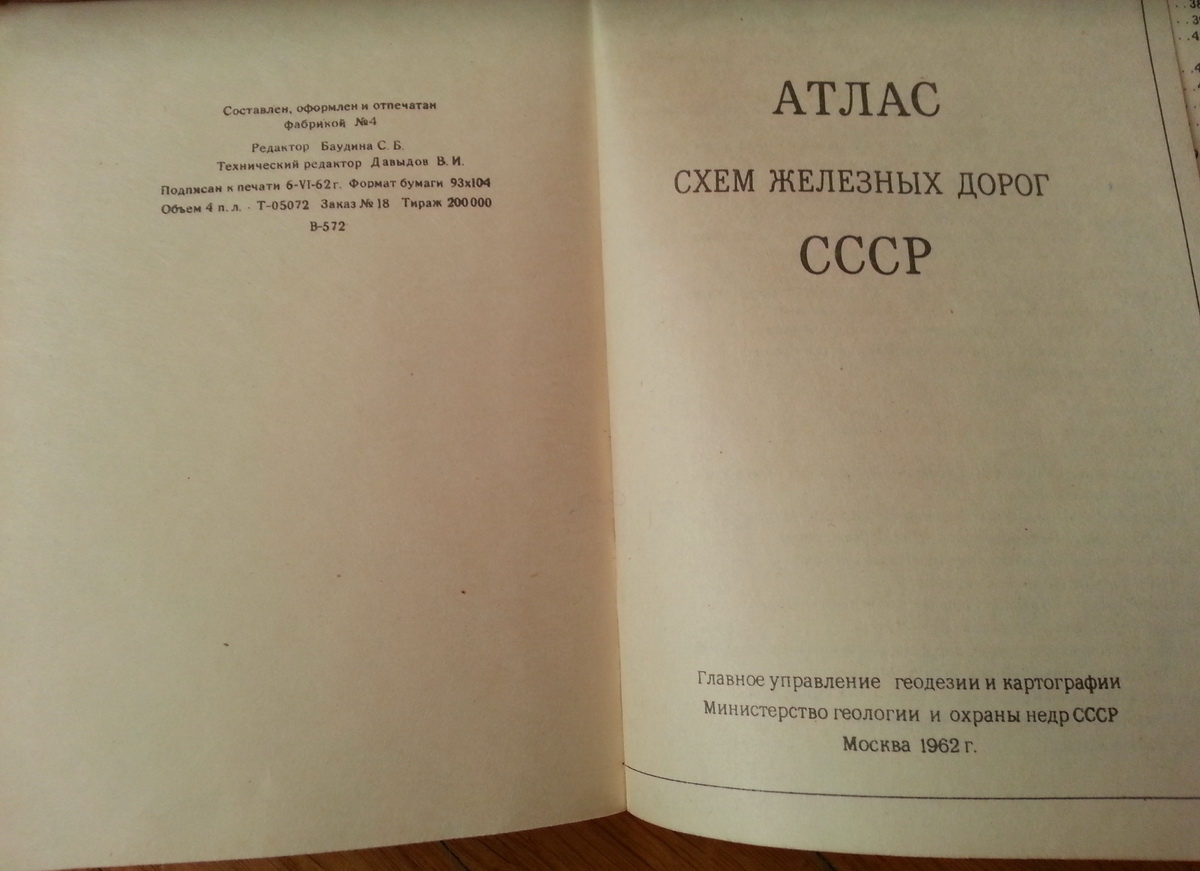 Составлен, оформлен и отпечатан
фабрикой №4
Редактор Баудина С. Б.
Технический редактор Давыдов В. И.
Подписан к печати 6-VI-62 г. Формат бумаги 93х104
Объем 4 п. л. Т-05072 Заказ № 18 Тираж 200 000
В-572
АТЛАС
СХЕМ ЖЕЛЕЗНЫХ ДОРОГ
СССР
Главное управление геодезии и картографии
Министерство геологии и охраны недр СССР
Москва 1962 г.